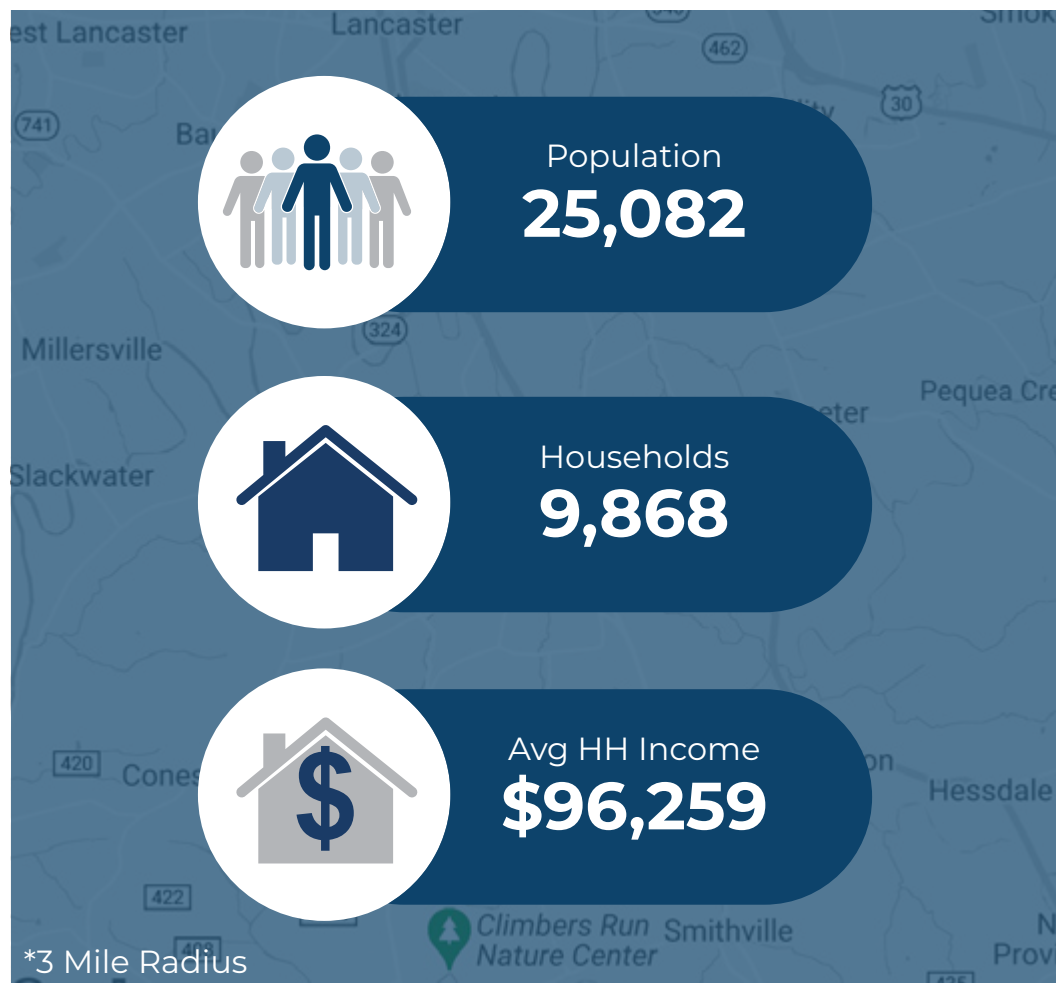 est Lancaster
Lancaster
462
30
741
Population
25,082
324
Millersville
Pequea Cre
Households
9,868
Slackwater
Avg HH Income
$96,259
420
Cones
Hessdale
422
Climbers Run
Nature Center
Smithville
*3 Mile Radius